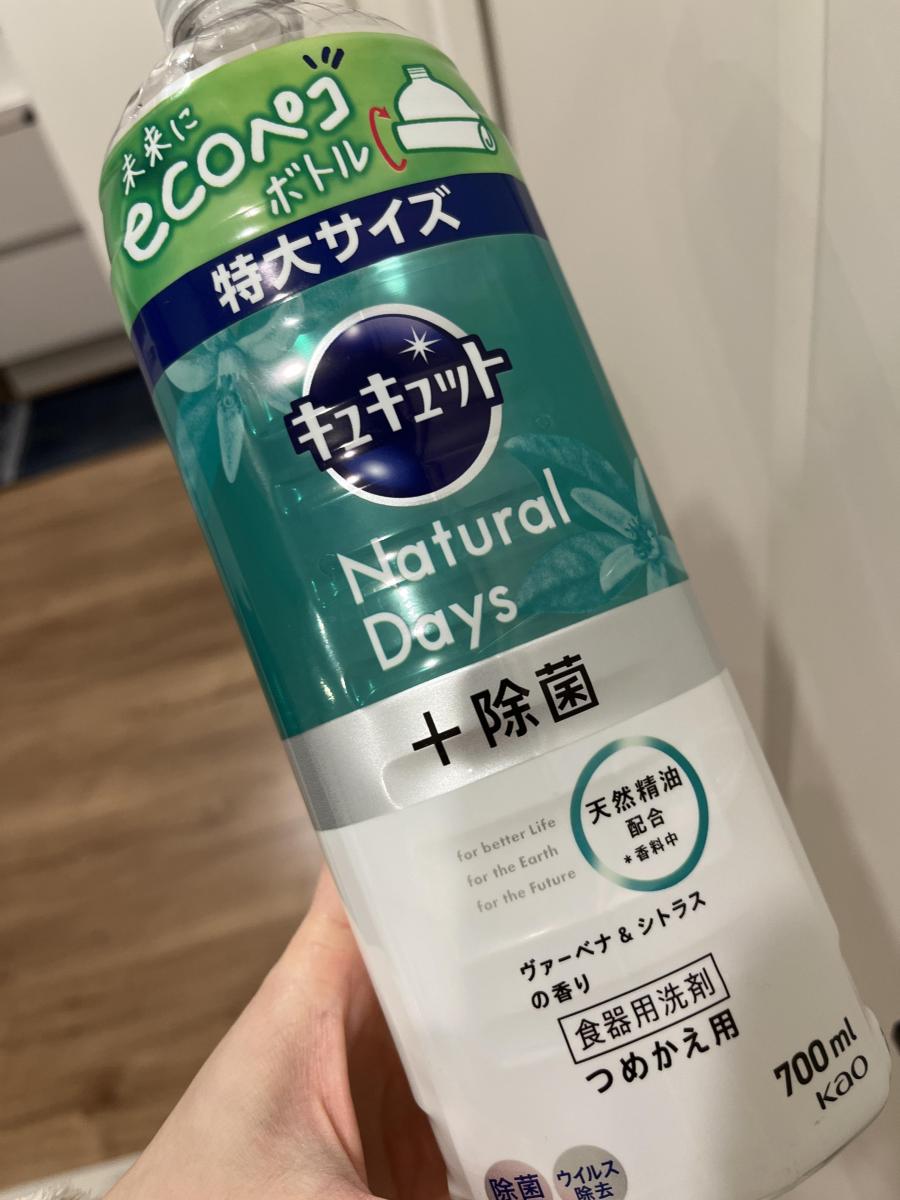 未来に
ecoペコ
ボトル
特大サイズ
キュキュット
Natural
Days
＋除菌
天然精油
配合
*香料中
for better Life
for the Earth
for the Future
ヴァーベナ & シトラス
の香り
食器用洗剤
つめかえ用
700ml
Kao
除菌
ウイルス
除去